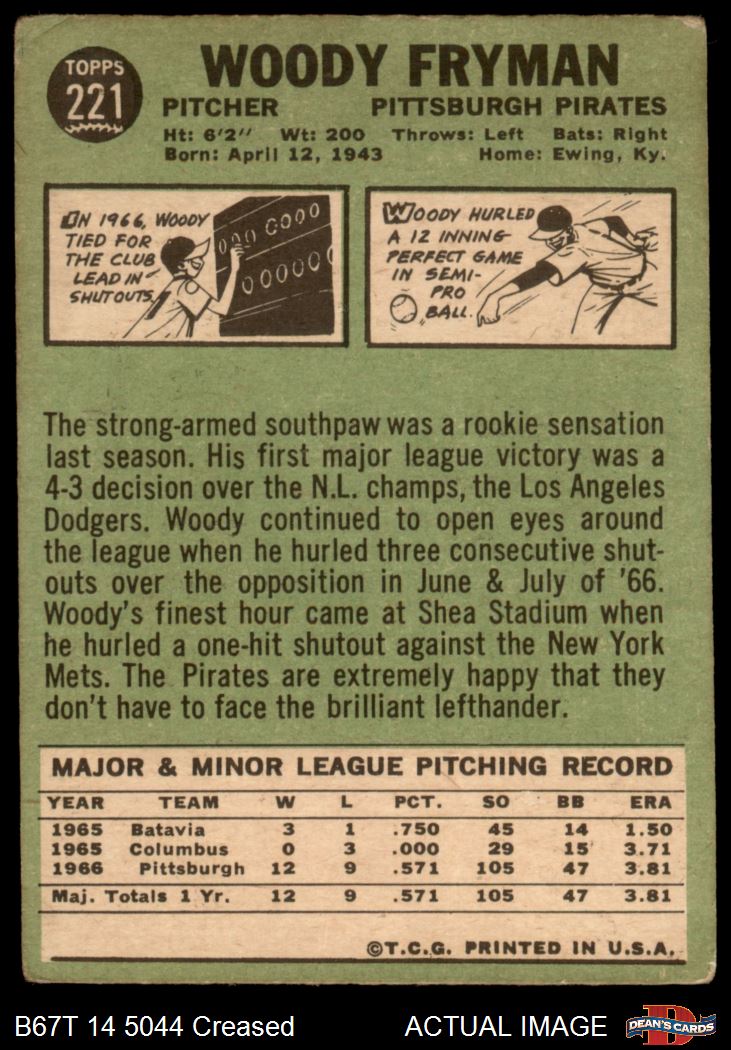 TOPPS
221
WOODY FRYMAN
PITCHER PITTSBURGH PIRATES
Ht: 6'2" Wt: 200 Throws: Left Bats: Right
Born: April 12, 1943 Home: Ewing, Ky.
IN 1966, WOODY
TIED FOR
THE CLUB
LEAD IN
SHUTOUTS.
000 0000
000000
WOODY HURLED
A 12 INNING
PERFECT GAME
IN SEMI-
PRO
BALL.
The strong-armed southpaw was a rookie sensation
last season. His first major league victory was a
4-3 decision over the N.L. champs, the Los Angeles
Dodgers. Woody continued to open eyes around
the league when he hurled three consecutive shut-
outs over the opposition in June & July of '66.
Woody's finest hour came at Shea Stadium when
he hurled a one-hit shutout against the New York
Mets. The Pirates are extremely happy that they
don't have to face the brilliant lefthander.
MAJOR & MINOR LEAGUE PITCHING RECORD
YEAR TEAM W L PCT. SO BB ERA
1965 Batavia 3 1 .750 45 14 1.50
1965 Columbus 0 3 .000 29 15 3.71
1966 Pittsburgh 12 9 .571 105 47 3.81
Maj. Totals 1 Yr. 12 9 .571 105 47 3.81
©T.C.G. PRINTED IN U.S.A.
B67T 14 5044 Creased ACTUAL IMAGE
DEAN'S CARDS